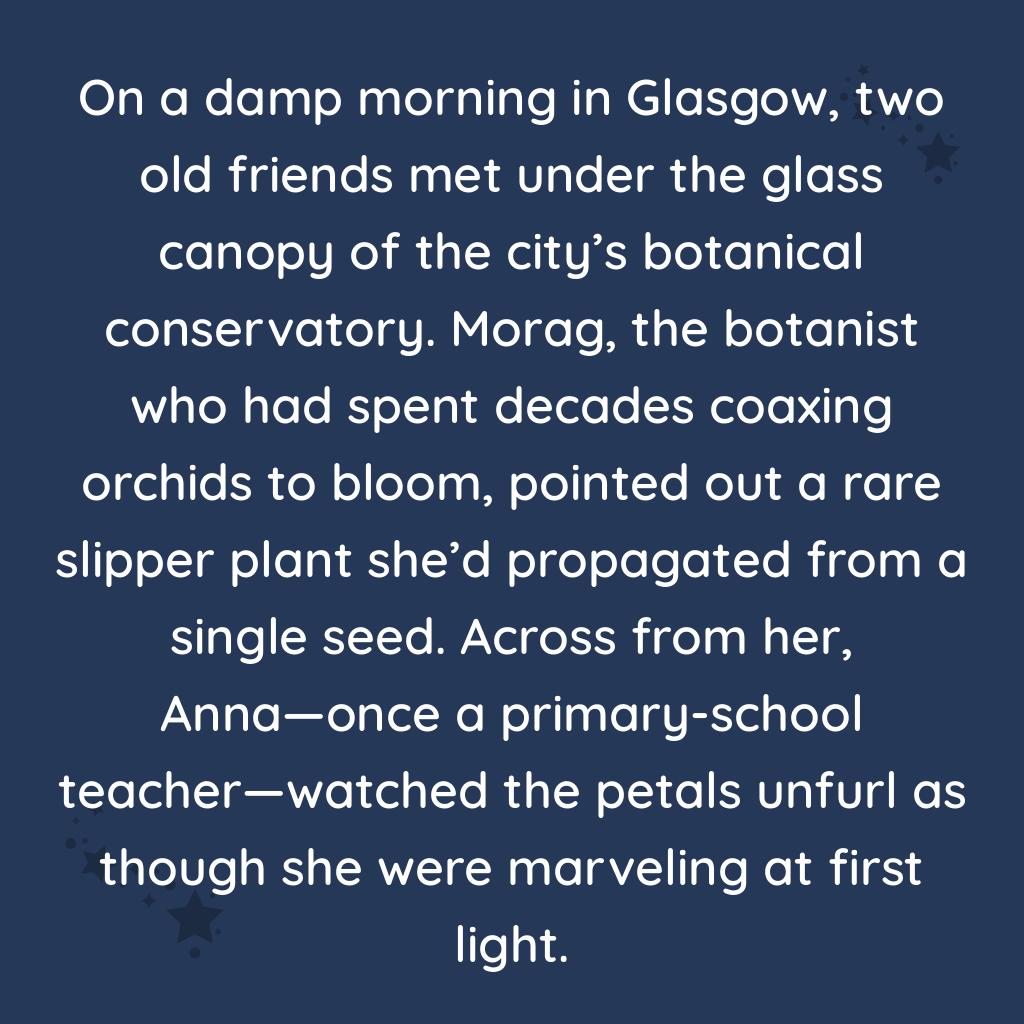 On a damp morning in Glasgow, two
old friends met under the glass
canopy of the city’s botanical
conservatory. Morag, the botanist
who had spent decades coaxing
orchids to bloom, pointed out a rare
slipper plant she’d propagated from a
single seed. Across from her,
Anna—once a primary-school
teacher—watched the petals unfurl as
though she were marveling at first
light.